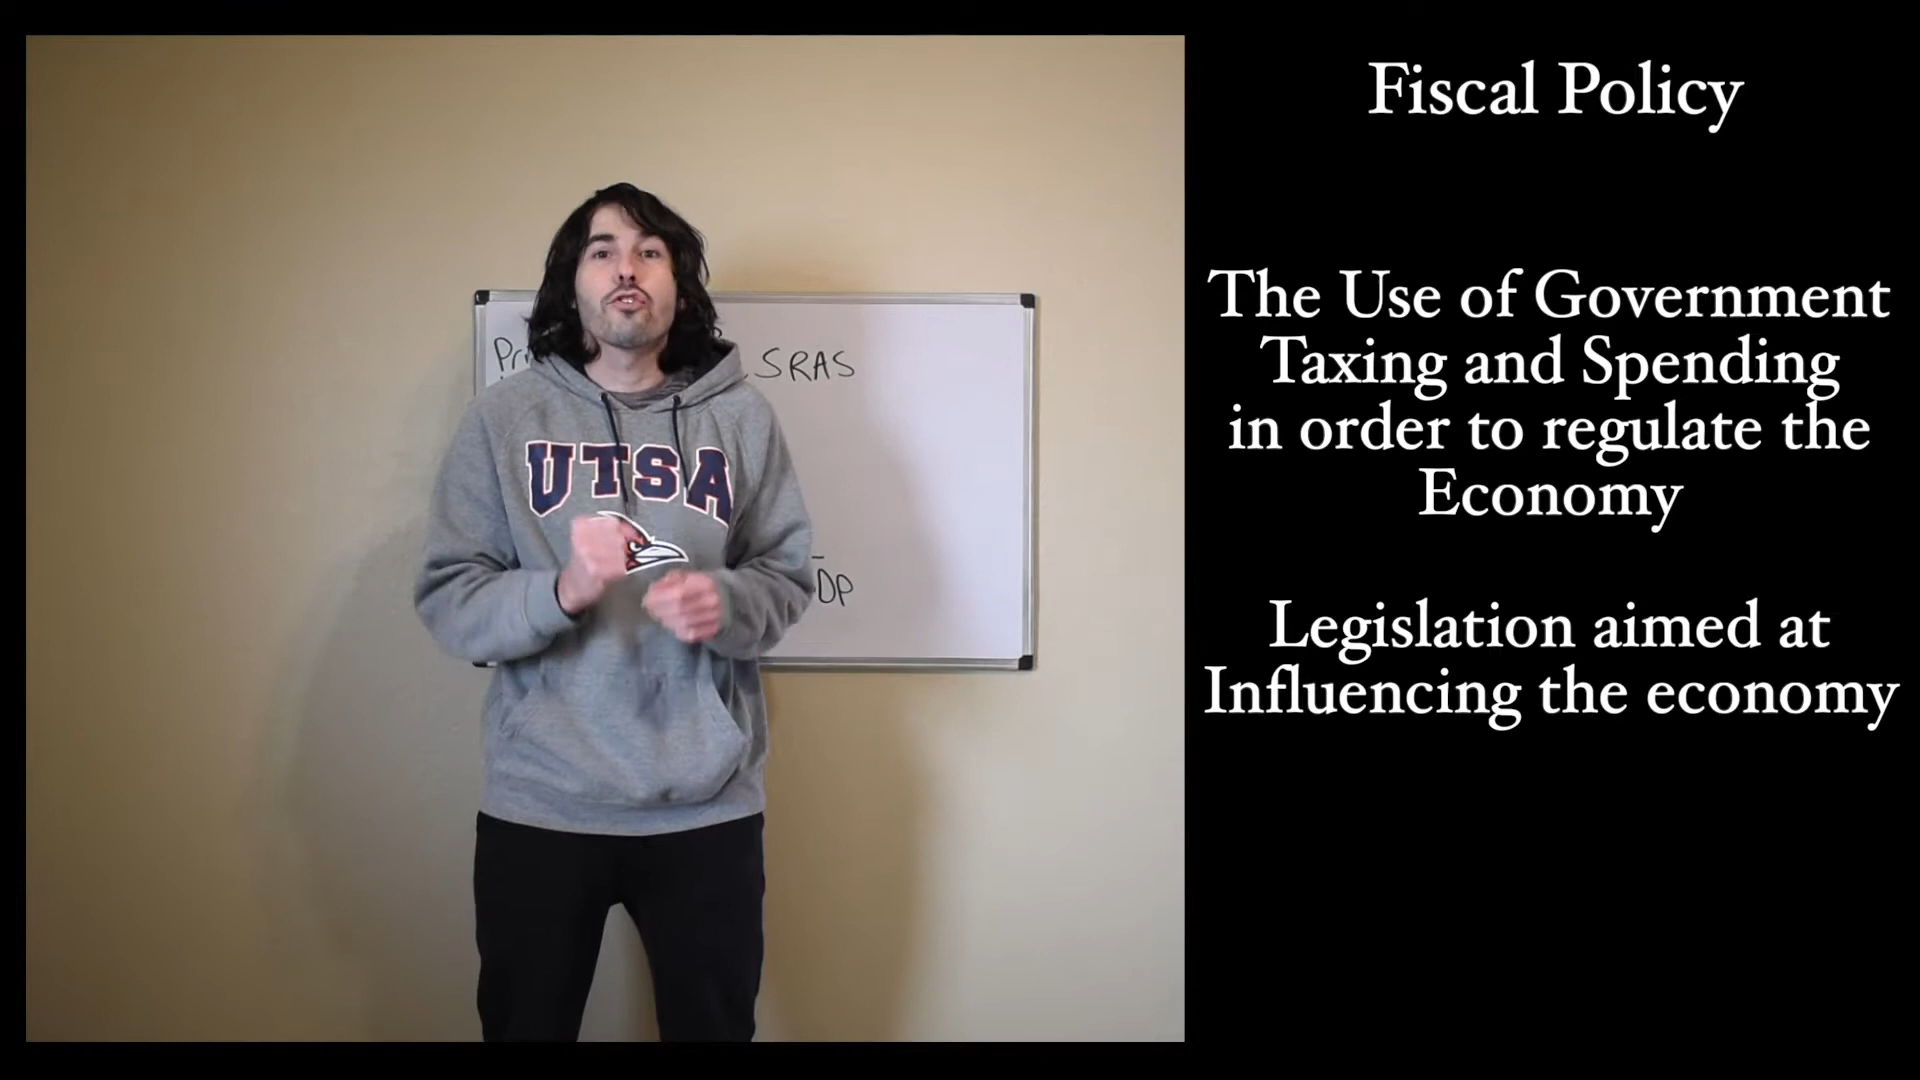 Fiscal Policy
The Use of Government
Taxing and Spending
in order to regulate the
Economy
Legislation aimed at
Influencing the economy
SRAS
UTSA